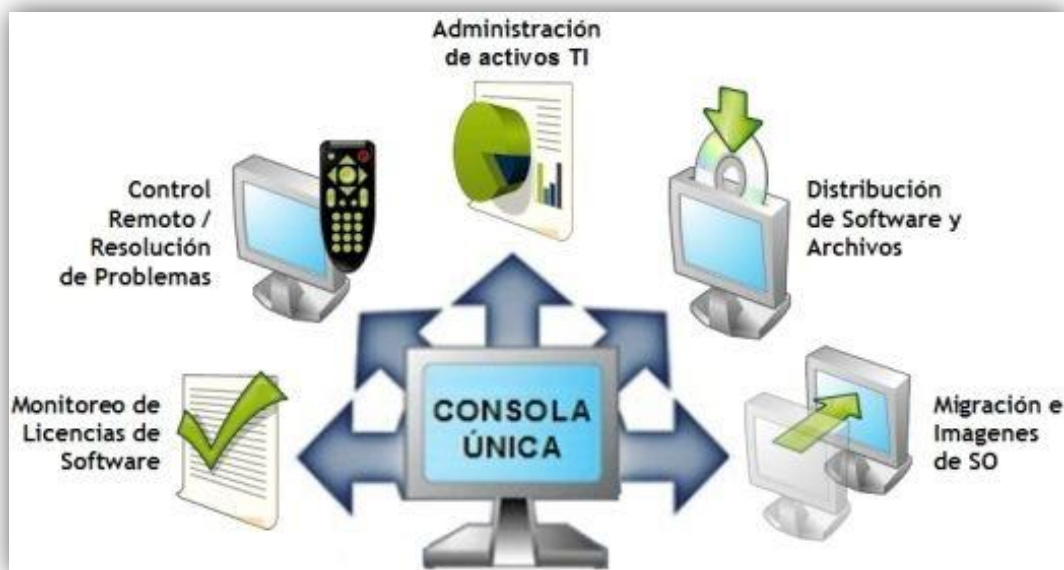 Administración
de activos TI
Control
Remoto /
Resolución
de Problemas
Distribución
de Software y
Archivos
Monitoreo de
Licencias de
Software
CONSOLA
ÚNICA
Migración e
Imagenes
de SO